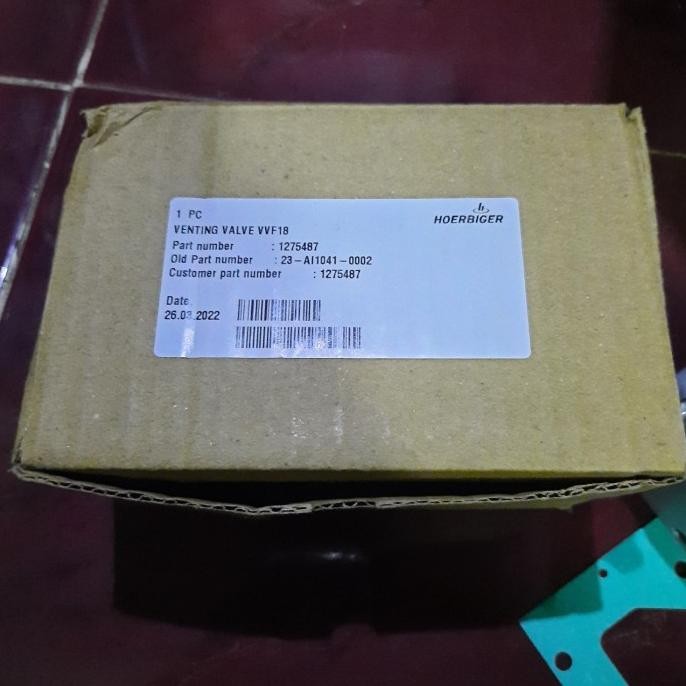 1 PC
HOERBIGER
VENTING VALVE VVF18
Part number : 1275487
Old Part number : 23-AI1041-0002
Customer part number : 1275487
Date.
26.03.2022